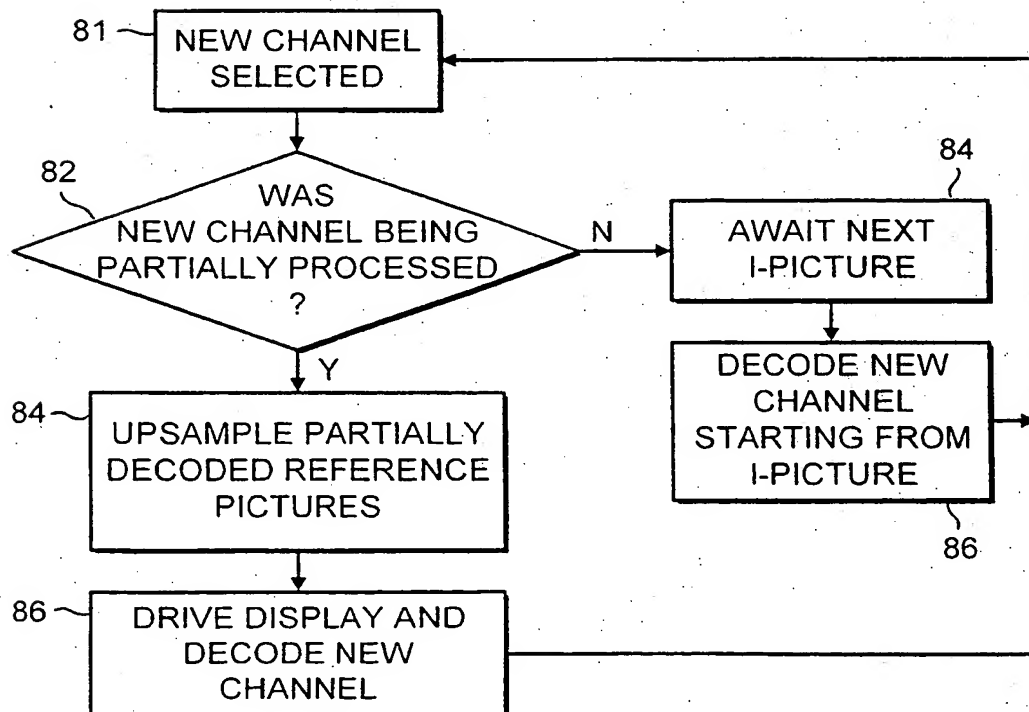 81
NEW CHANNEL
SELECTED
82
WAS
NEW CHANNEL BEING
PARTIALLY PROCESSED
?
N
Y
84
AWAIT NEXT
I-PICTURE
DECODE NEW
CHANNEL
STARTING FROM
I-PICTURE
86
84
UPSAMPLE PARTIALLY
DECODED REFERENCE
PICTURES
86
DRIVE DISPLAY AND
DECODE NEW
CHANNEL